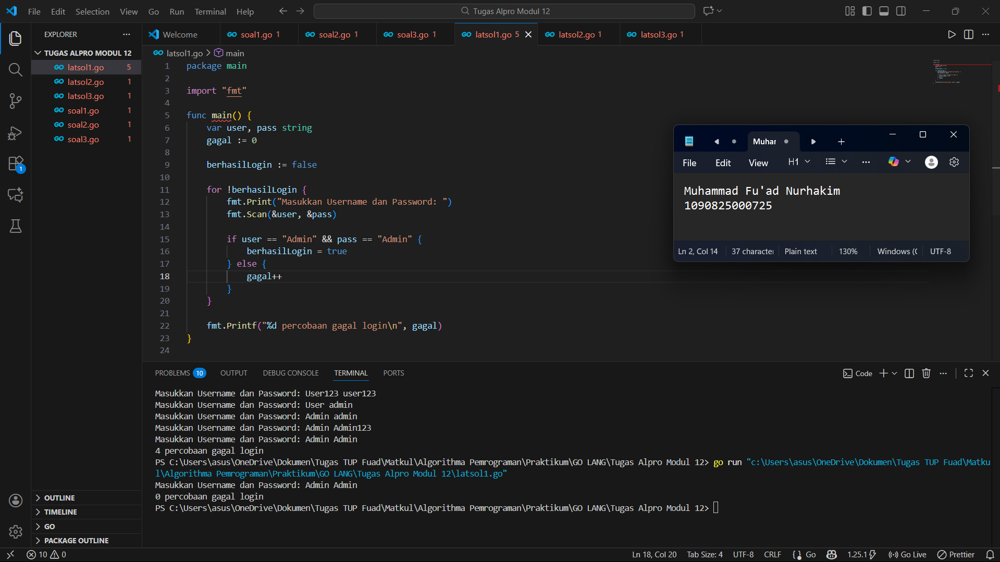 File Edit Selection View Go Run Terminal Help
Tugas Alpro Modul 12
EXPLORER
TUGAS ALPRO MODUL 12
latsol1.go 5
latsol2.go 1
latsol3.go 1
soal1.go 1
soal2.go 1
soal3.go 1
OUTLINE
TIMELINE
GO
PACKAGE OUTLINE
1
Welcome
soal1.go 1
soal2.go 1
soal3.go 1
latsol1.go 5
latsol2.go 1
latsol3.go 1
latsol1.go > main
1 package main
2
3 import "fmt"
4
5 func main() {
6 var user, pass string
7 gagal := 0
8
9 berhasilLogin := false
10
11 for !berhasilLogin {
12 fmt.Print("Masukkan Username dan Password: ")
13 fmt.Scan(&user, &pass)
14
15 if user == "Admin" && pass == "Admin" {
16 berhasilLogin = true
17 } else {
18 gagal++
19 }
20 }
21
22 fmt.Printf("%d percobaan gagal login\n", gagal)
23 }
24
Muhar
File Edit View H1
Muhammad Fu'ad Nurhakim
1090825000725
Ln 2, Col 14 37 character Plain text 130% Windows (C UTF-8
PROBLEMS 10 OUTPUT DEBUG CONSOLE TERMINAL PORTS
Code
Masukkan Username dan Password: User123 user123
Masukkan Username dan Password: User admin
Masukkan Username dan Password: Admin admin
Masukkan Username dan Password: Admin Admin123
Masukkan Username dan Password: Admin Admin
4 percobaan gagal login
PS C:\Users\asus\OneDrive\Dokumen\Tugas TUP Fuad\Matkul\Algorithma Pemrograman\Praktikum\GO LANG\Tugas Alpro Modul 12> go run "c:\Users\asus\OneDrive\Dokumen\Tugas TUP Fuad\Matku
l\Algorithma Pemrograman\Praktikum\GO LANG\Tugas Alpro Modul 12\latsol1.go"
Masukkan Username dan Password: Admin Admin
0 percobaan gagal login
PS C:\Users\asus\OneDrive\Dokumen\Tugas TUP Fuad\Matkul\Algorithma Pemrograman\Praktikum\GO LANG\Tugas Alpro Modul 12>
10 0
Ln 18, Col 20 Tab Size: 4 UTF-8 CRLF {} Go 1.25.1 Go Live Prettier